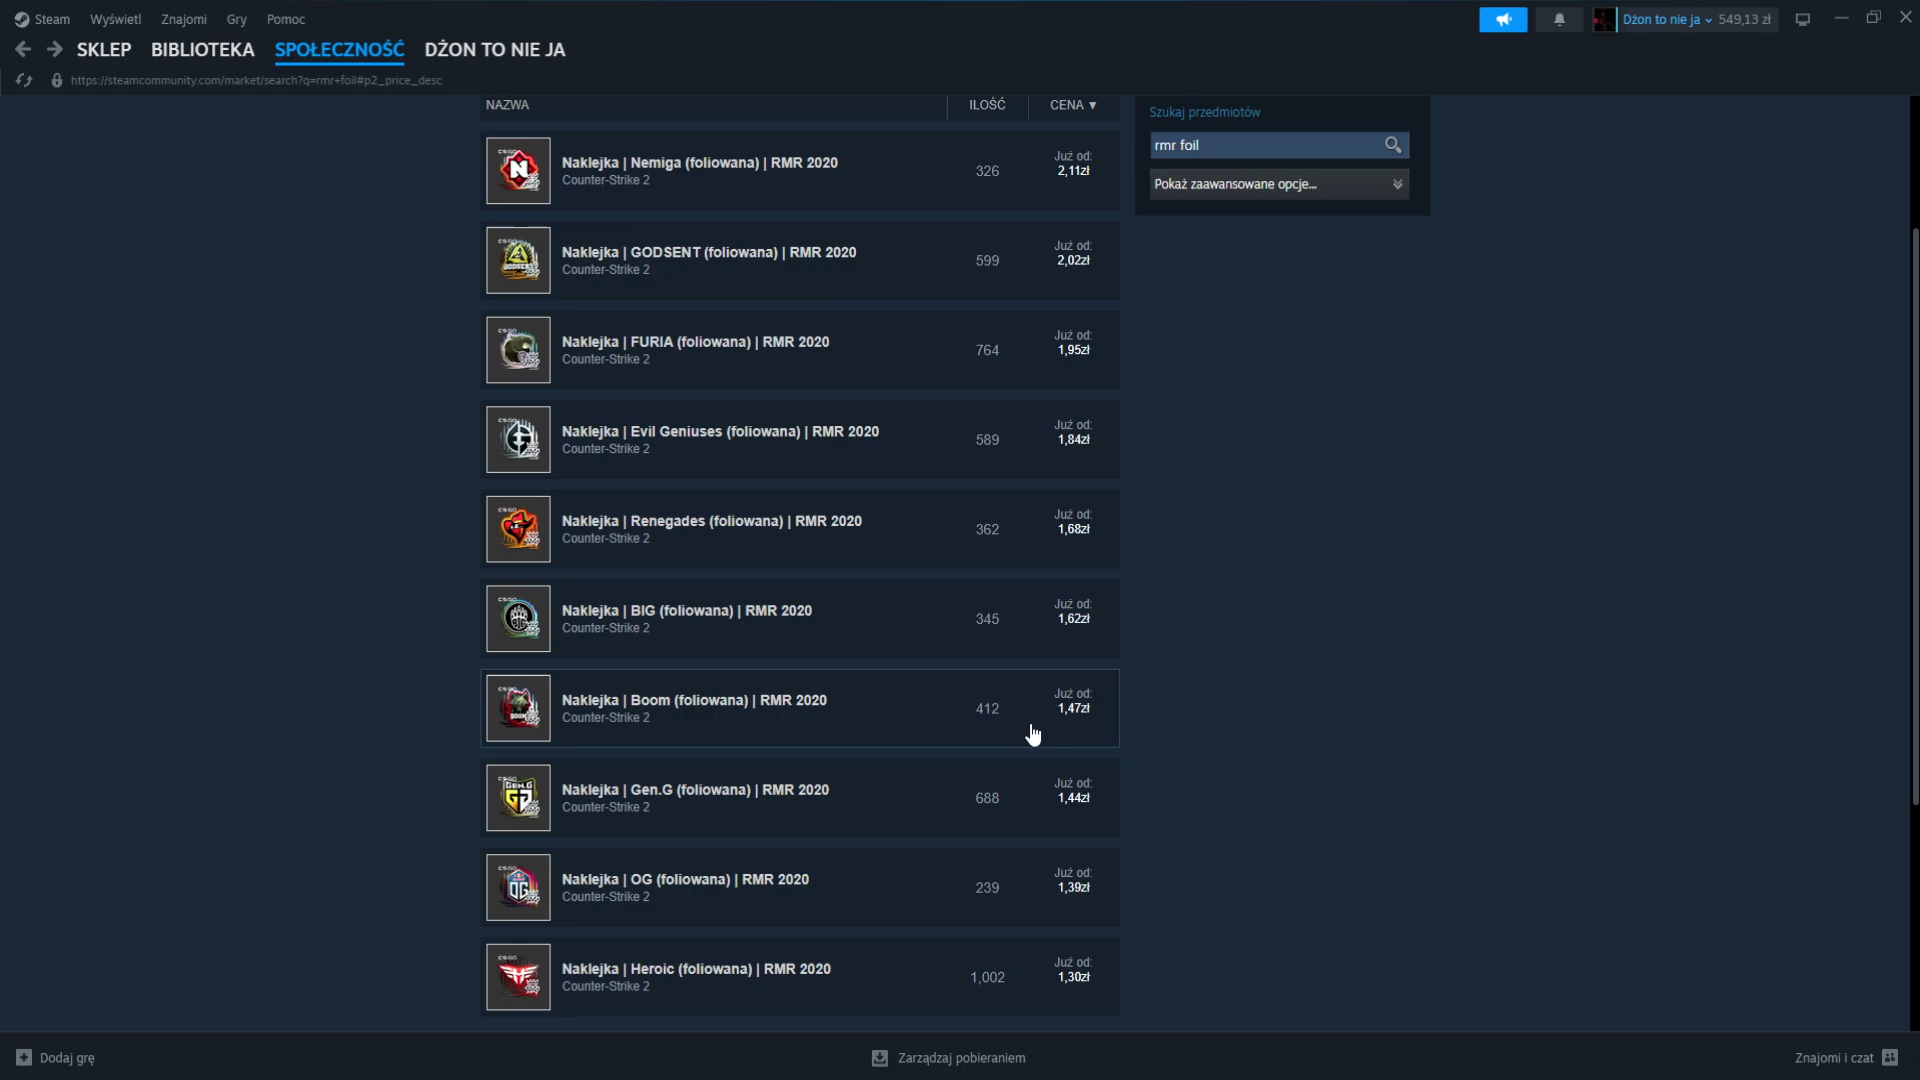 Steam Wyświetl Znajomi Gry Pomoc
Dżon to nie ja 549,13 zł
SKLEP BIBLIOTEKA SPOŁECZNOŚĆ DŻON TO NIE JA
https://steamcommunity.com/market/search?q=rmr+foil#p2_price_desc
NAZWA ILOŚĆ CENA ▼
Szukaj przedmiotów
rmr foil
Pokaż zaawansowane opcje...
Naklejka | Nemiga (foliowana) | RMR 2020
Counter-Strike 2
326
Już od:
2,11zł
Naklejka | GODSENT (foliowana) | RMR 2020
Counter-Strike 2
599
Już od:
2,02zł
Naklejka | FURIA (foliowana) | RMR 2020
Counter-Strike 2
764
Już od:
1,95zł
Naklejka | Evil Geniuses (foliowana) | RMR 2020
Counter-Strike 2
589
Już od:
1,84zł
Naklejka | Renegades (foliowana) | RMR 2020
Counter-Strike 2
362
Już od:
1,68zł
Naklejka | BIG (foliowana) | RMR 2020
Counter-Strike 2
345
Już od:
1,62zł
Naklejka | Boom (foliowana) | RMR 2020
Counter-Strike 2
412
Już od:
1,47zł
Naklejka | Gen.G (foliowana) | RMR 2020
Counter-Strike 2
688
Już od:
1,44zł
Naklejka | OG (foliowana) | RMR 2020
Counter-Strike 2
239
Już od:
1,39zł
Naklejka | Heroic (foliowana) | RMR 2020
Counter-Strike 2
1,002
Już od:
1,30zł
Dodaj grę
Zarządzaj pobieraniem
Znajomi i czat